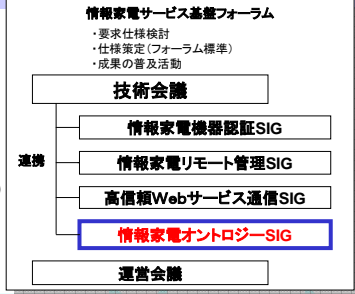 情報家電サービス基盤フォーラム
・要求仕様検討
・仕様策定(フォーラム標準)
・成果の普及活動
技術会議
情報家電機器認証SIG
連携
情報家電リモート管理SIG
高信頼Webサービス通信SIG
情報家電オントロジーSIG
運営会議